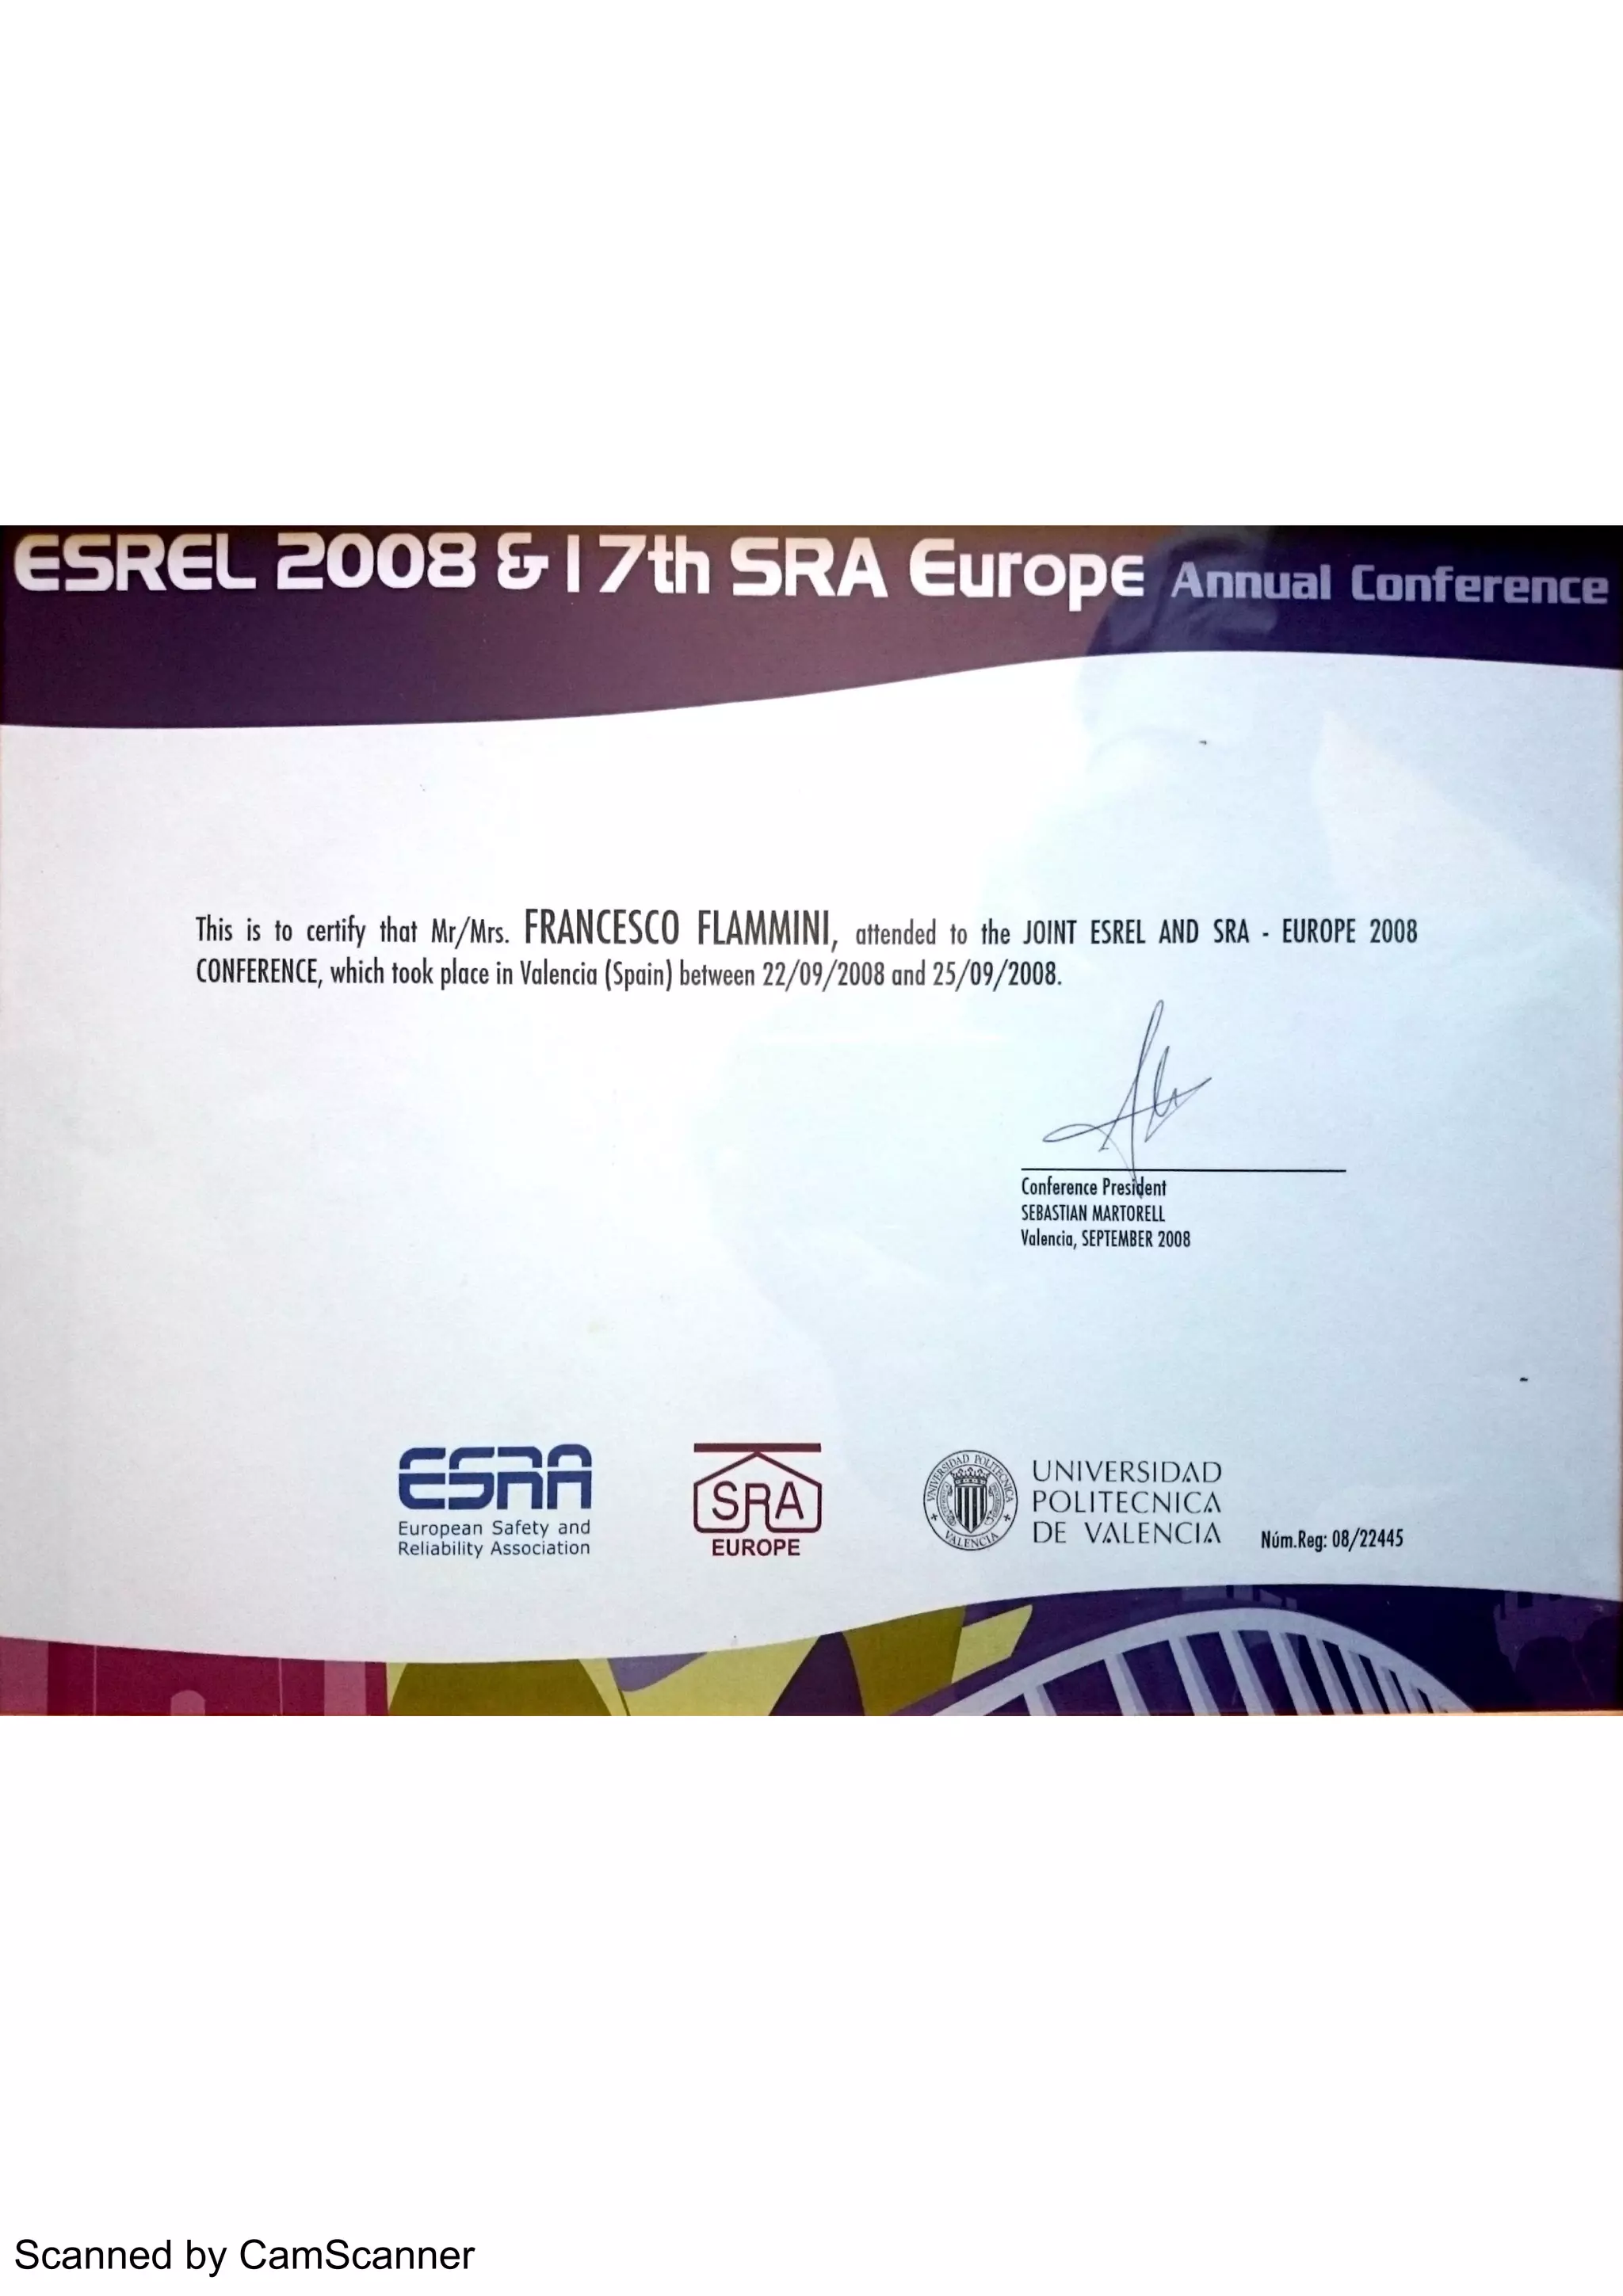 ESREL 2008 & 17th SRA Europe Annual Conference
This is to certify that Mr/Mrs. FRANCESCO FLAMMINI, attended to the JOINT ESREL AND SRA - EUROPE 2008
CONFERENCE, which took place in Valencia (Spain) between 22/09/2008 and 25/09/2008.
Conference President
SEBASTIAN MARTORELL
Valencia, SEPTEMBER 2008
ESRA
European Safety and
Reliability Association
SRA
EUROPE
UNIVERSIDAD POLITECNICA
VALENCIA
UNIVERSIDAD
POLITECNICA
DE VALENCIA
Núm.Reg: 08/22445
Scanned by CamScanner